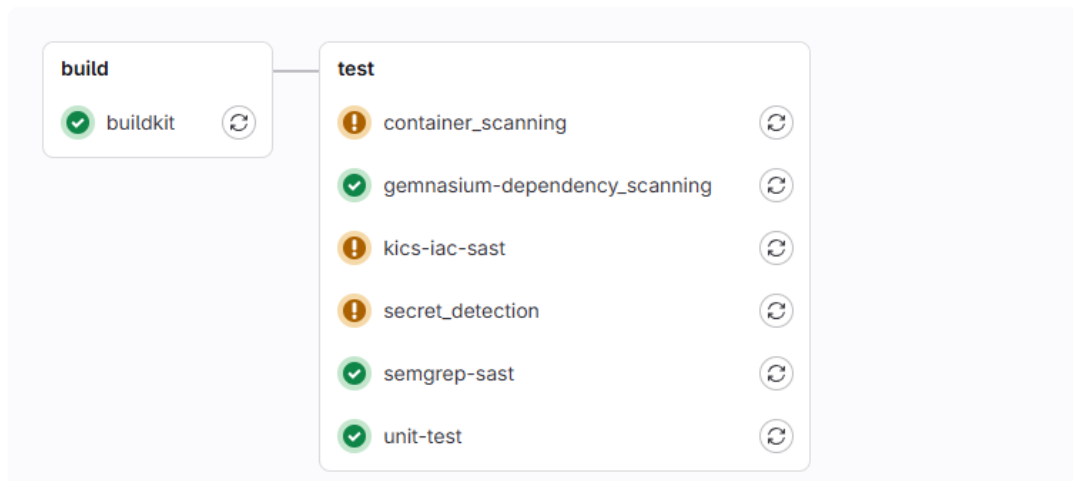 build
buildkit
test
container_scanning
gemnasium-dependency_scanning
kics-iac-sast
secret_detection
semgrep-sast
unit-test